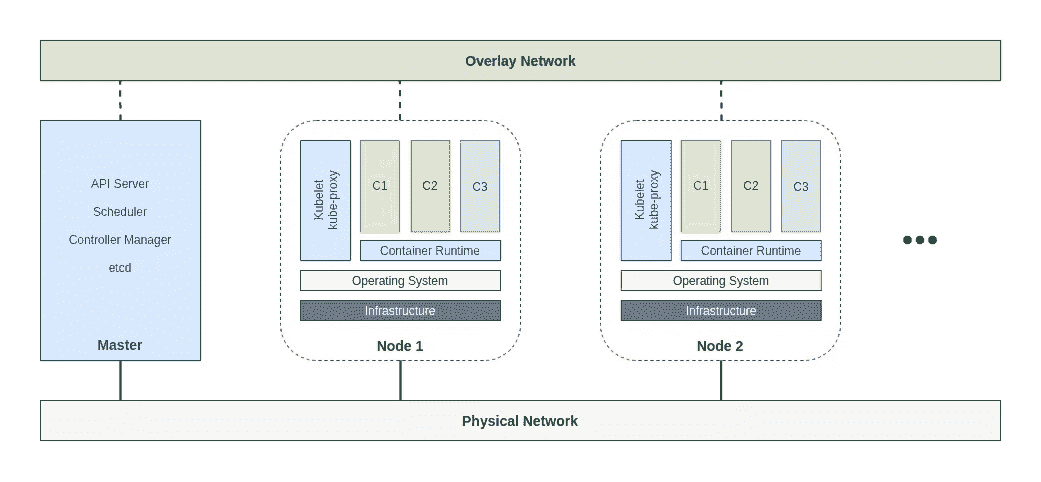 Overlay Network
API Server
Scheduler
Controller Manager
etcd
Master
Kubelet
kube-proxy
C1
C2
C3
Container Runtime
Operating System
Infrastructure
Node 1
Kubelet
kube-proxy
C1
C2
C3
Container Runtime
Operating System
Infrastructure
Node 2
Physical Network